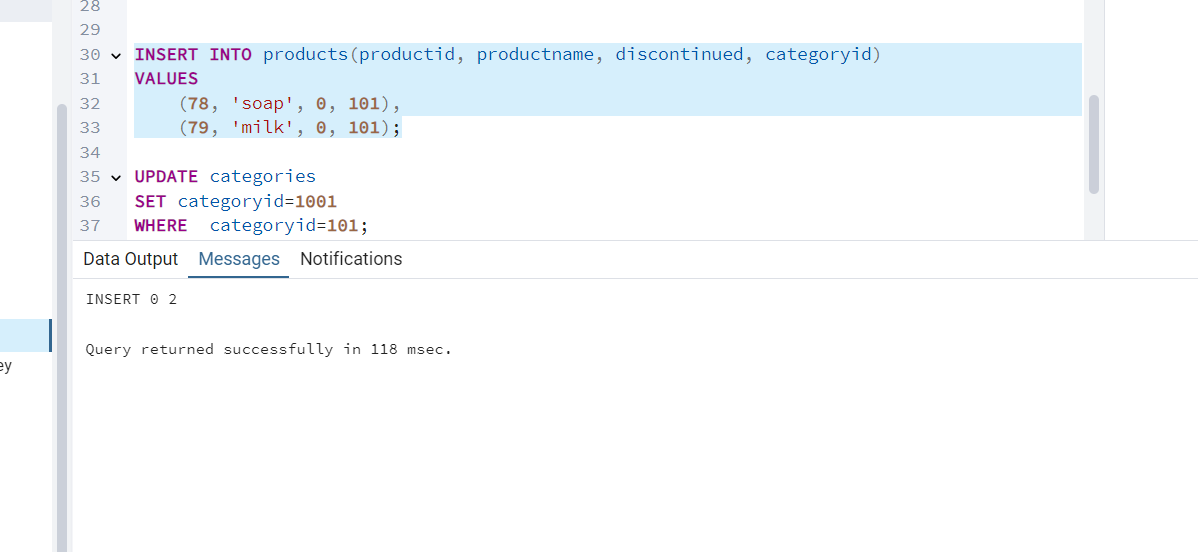 28
29
30 INSERT INTO products(productid, productname, discontinued, categoryid)
31 VALUES
32 (78, 'soap', 0, 101),
33 (79, 'milk', 0, 101);
34
35 UPDATE categories
36 SET categoryid=1001
37 WHERE categoryid=101;
Data Output Messages Notifications
INSERT 0 2
Query returned successfully in 118 msec.
ey